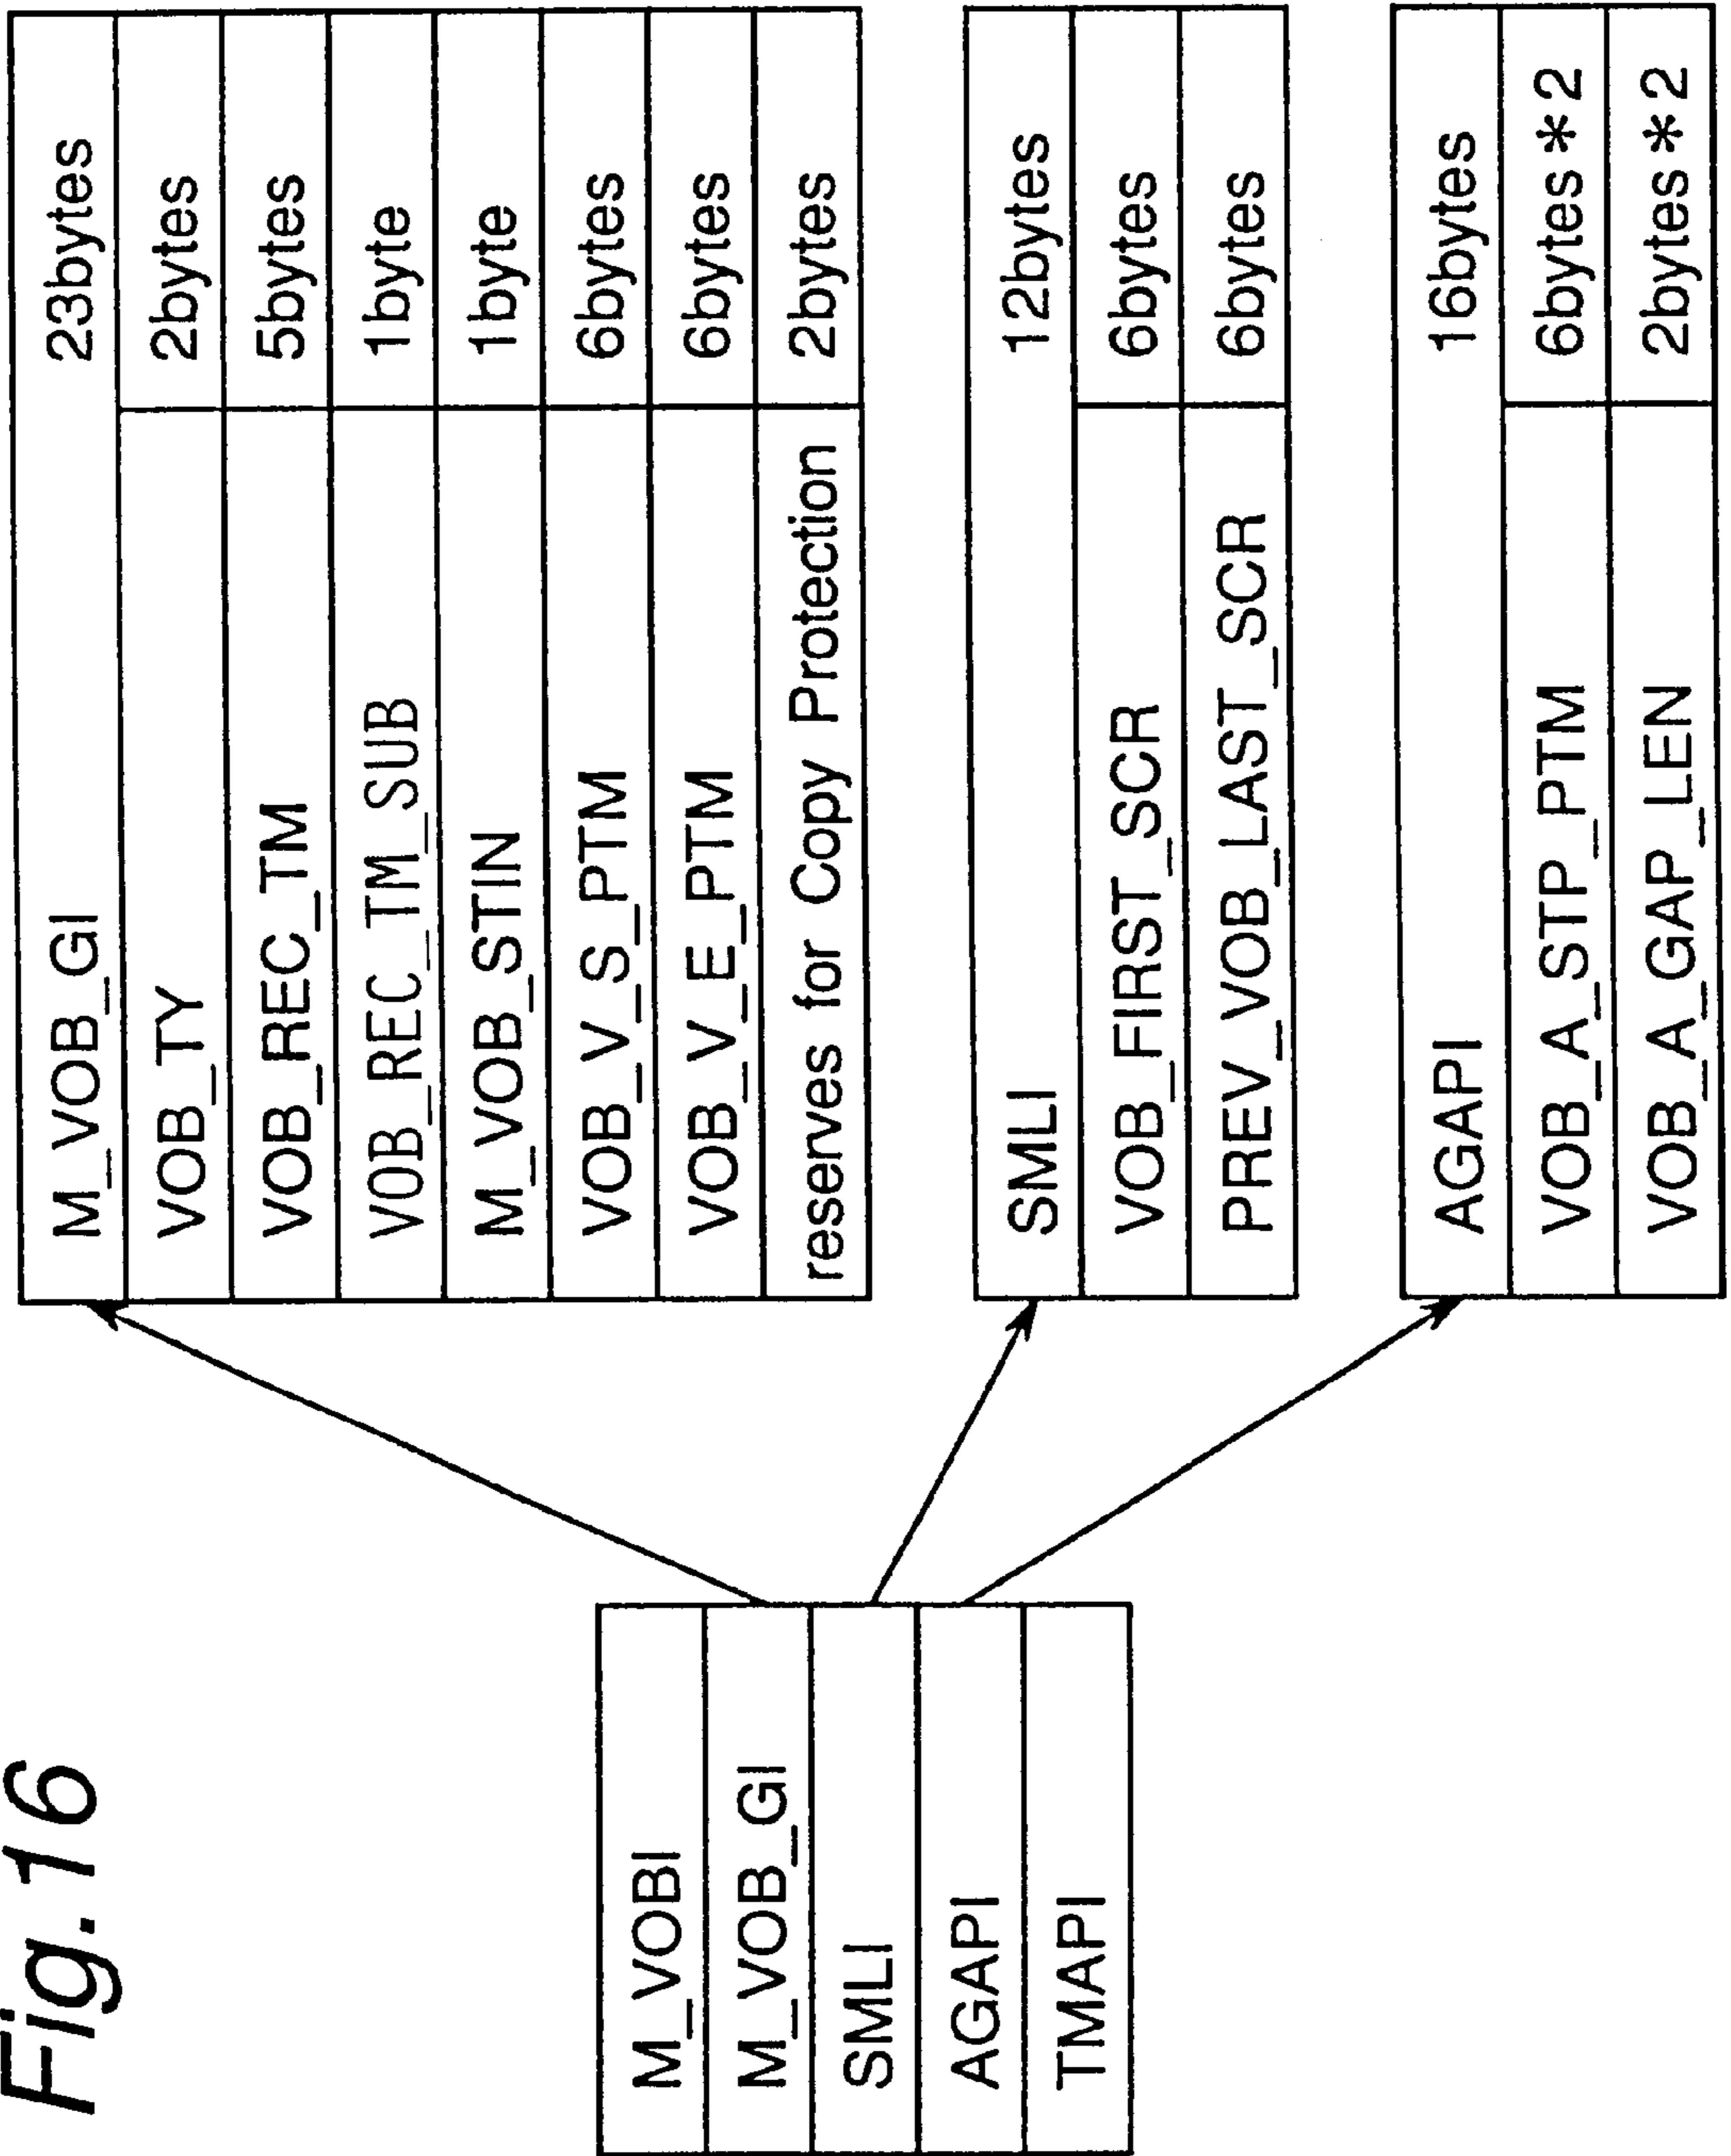 Fig.16
M_VOBI
M_VOB_GI
SMLI
AGAPI
TMAPI
M_VOB_GI 23bytes
VOB_TY 2bytes
VOB_REC_TM 5bytes
VOB_REC_TM_SUB 1byte
M_VOB_STIN 1byte
VOB_V_S_PTM 6bytes
VOB_V_E_PTM 6bytes
reserves for Copy Protection 2bytes
SMLI 12bytes
VOB_FIRST_SCR 6bytes
PREV_VOB_LAST_SCR 6bytes
AGAPI 16bytes
VOB_A_STP_PTM 6bytes*2
VOB_A_GAP_LEN 2bytes*2